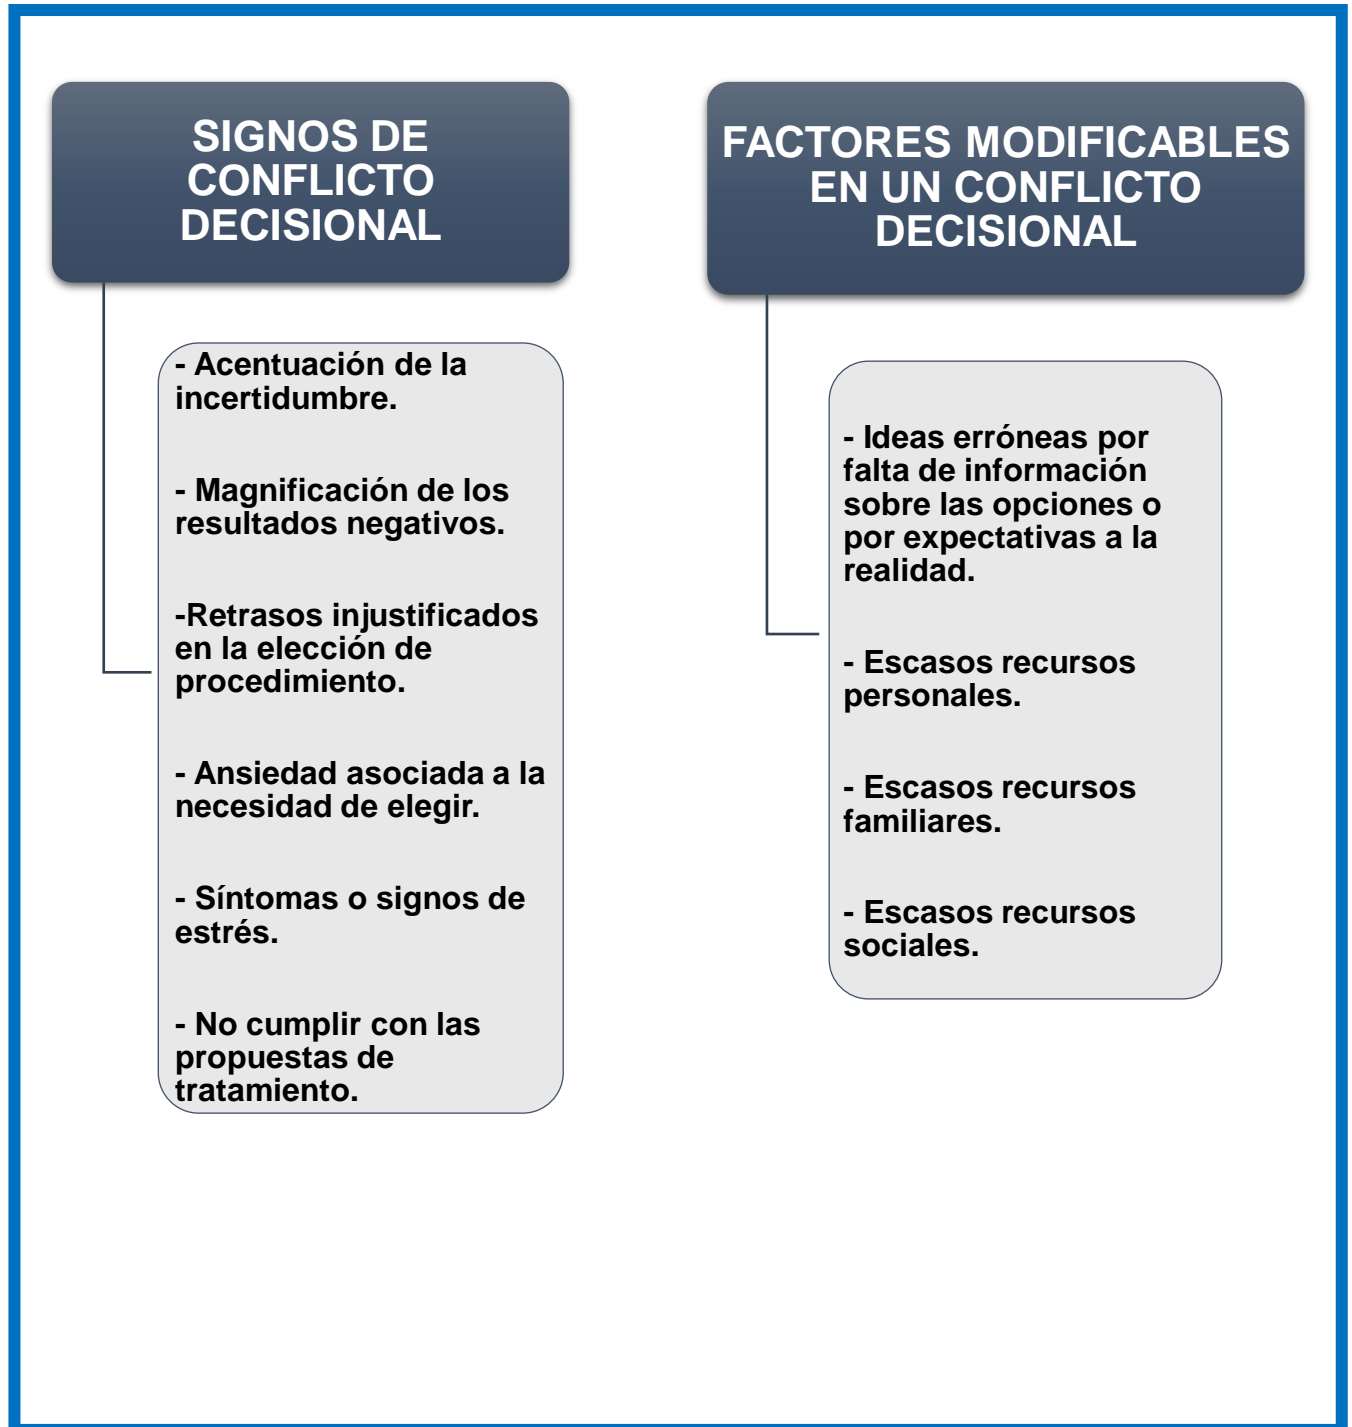 SIGNOS DE
CONFLICTO
DECISIONAL
- Acentuación de la
incertidumbre.
- Magnificación de los
resultados negativos.
-Retrasos injustificados
en la elección de
procedimiento.
- Ansiedad asociada a la
necesidad de elegir.
- Síntomas o signos de
estrés.
- No cumplir con las
propuestas de
tratamiento.
FACTORES MODIFICABLES
EN UN CONFLICTO
DECISIONAL
- Ideas erróneas por
falta de información
sobre las opciones o
por expectativas a la
realidad.
- Escasos recursos
personales.
- Escasos recursos
familiares.
- Escasos recursos
sociales.